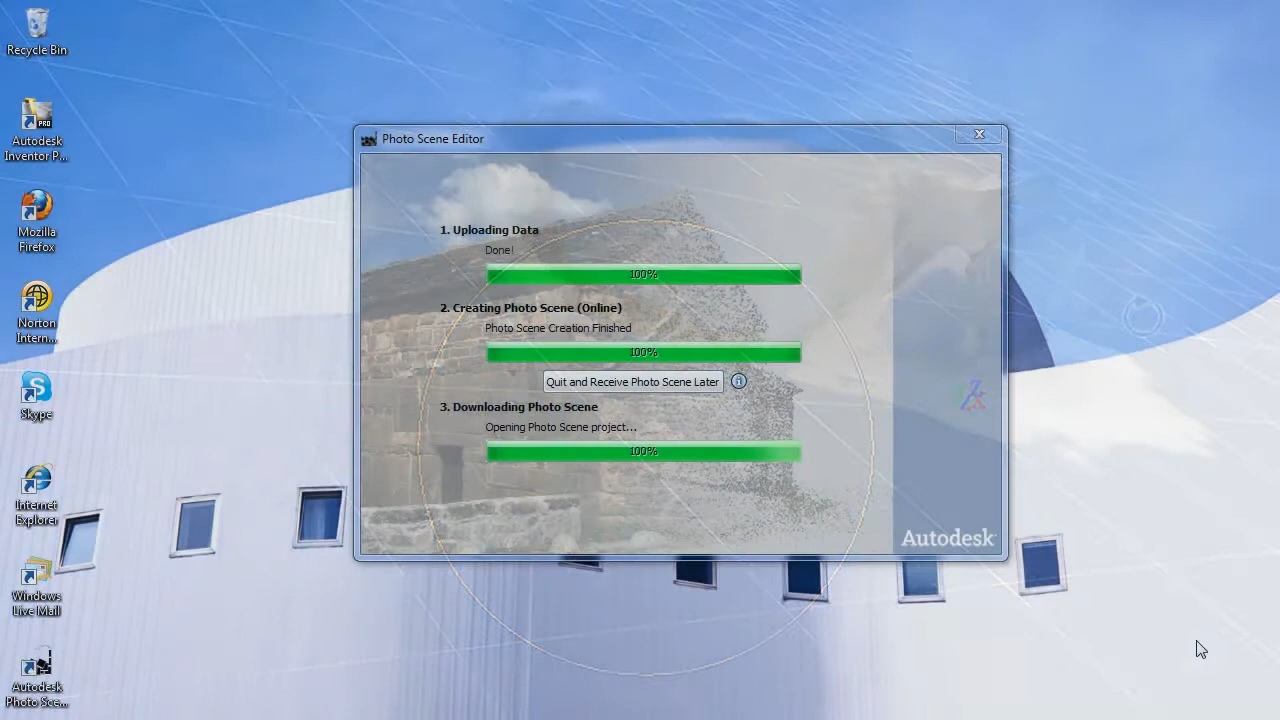 Recycle Bin
Autodesk
Inventor P...
PRO
Mozilla
Firefox
Norton
Intern...
Skype
Internet
Explorer
Windows
Live Mail
Autodesk
Photo Sce...
Photo Scene Editor
1. Uploading Data
Done!
100%
2. Creating Photo Scene (Online)
Photo Scene Creation Finished
100%
Quit and Receive Photo Scene Later
3. Downloading Photo Scene
Opening Photo Scene project...
100%
Autodesk